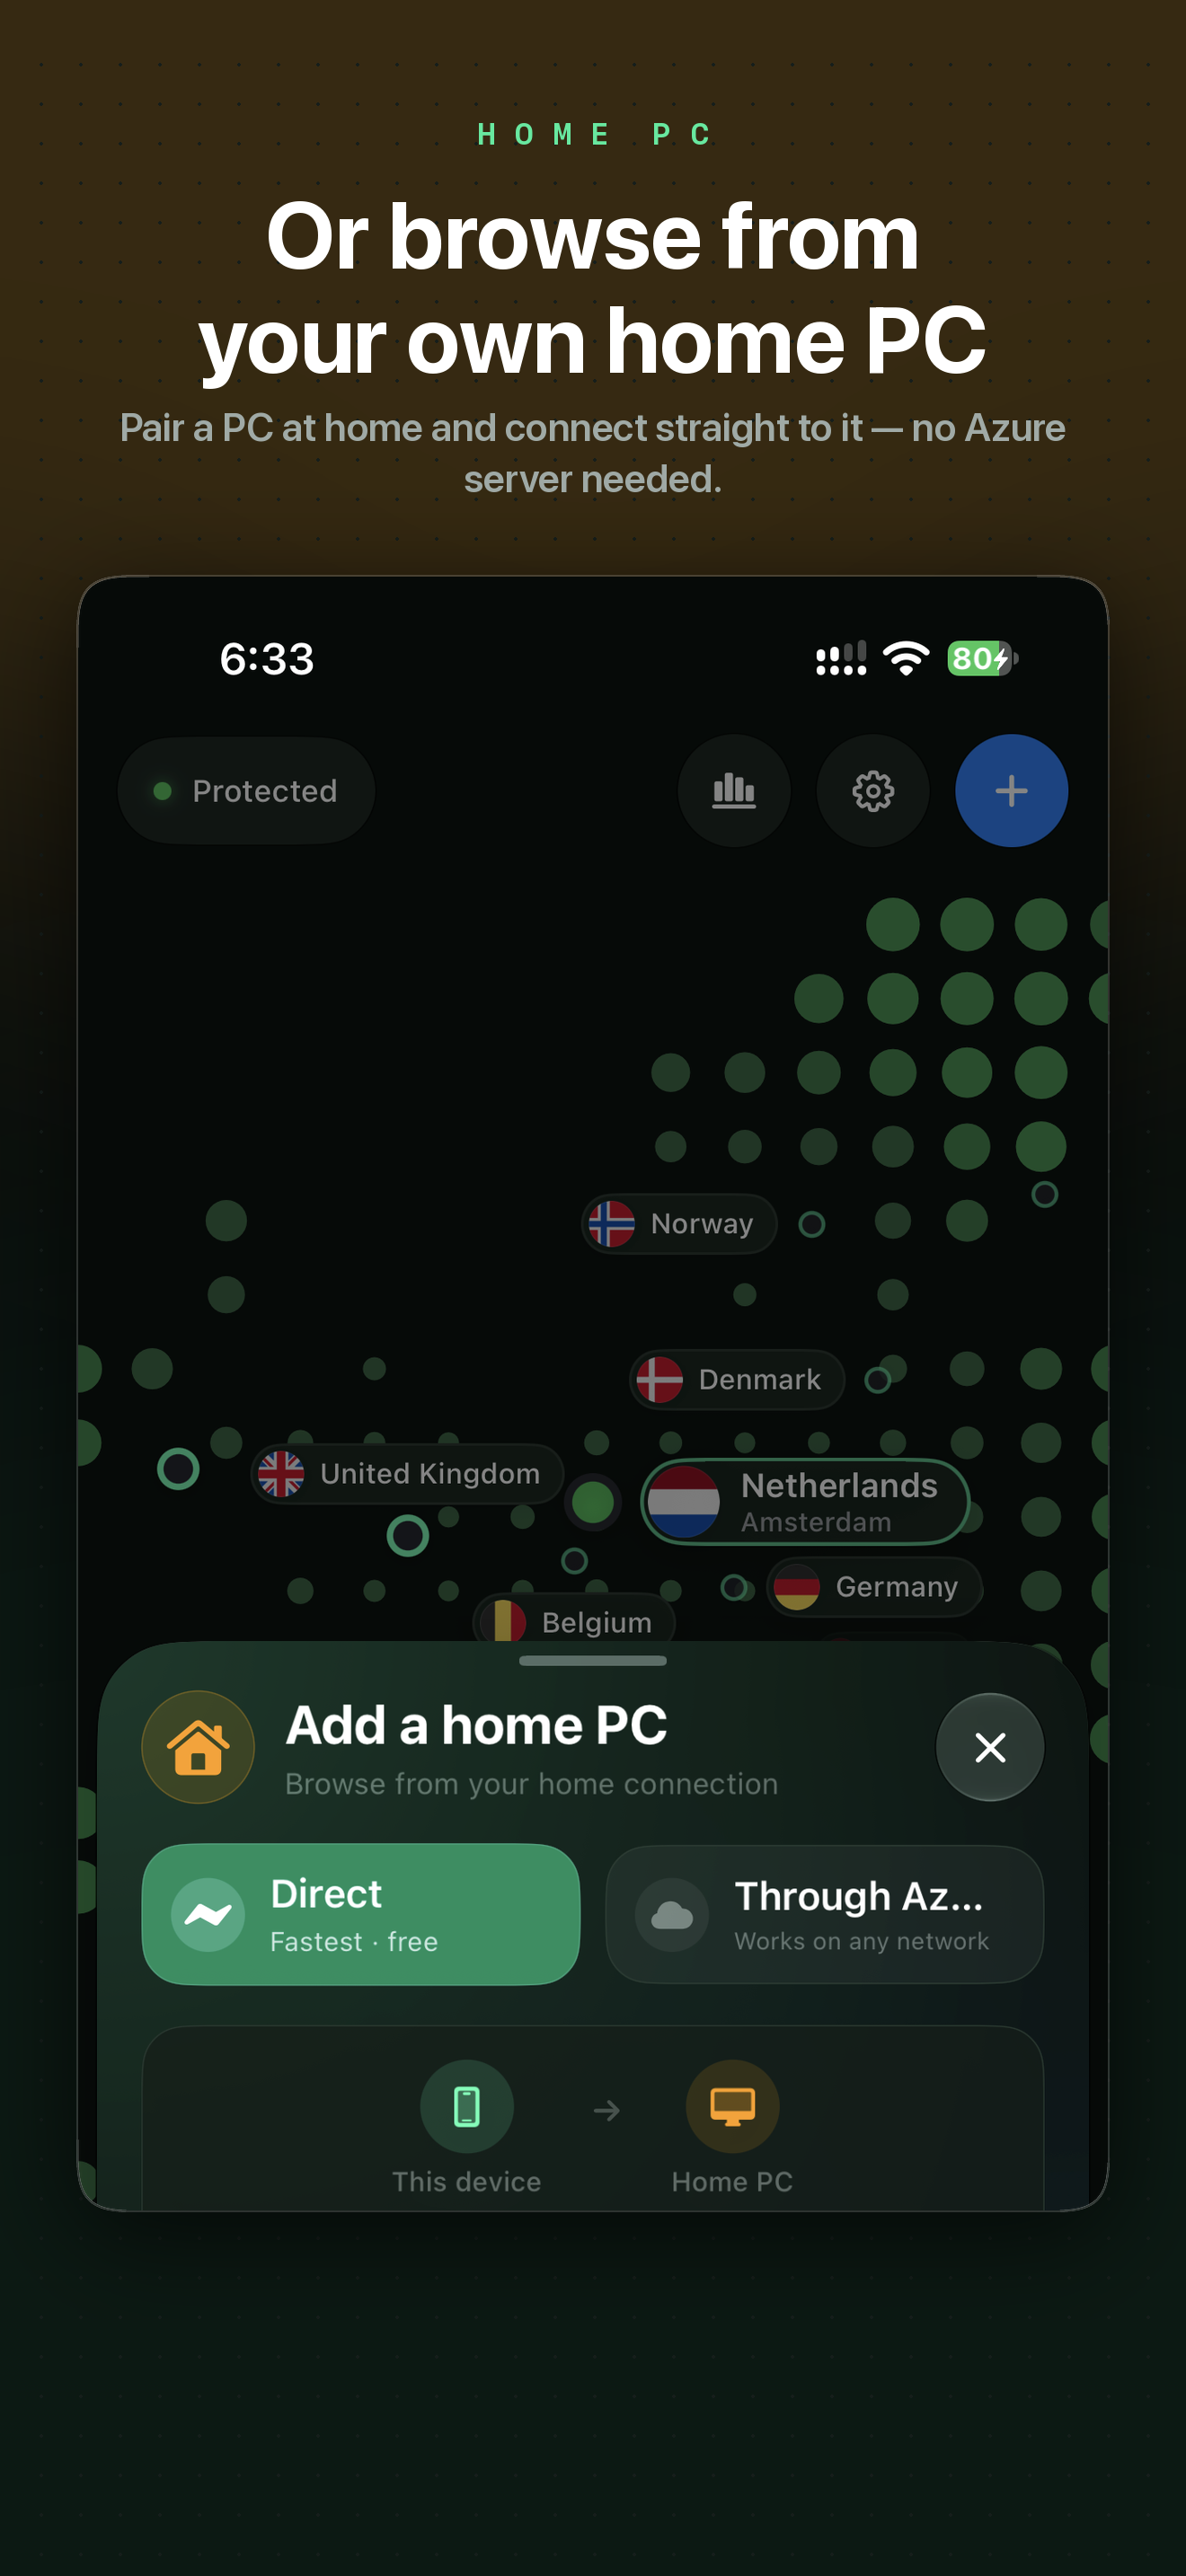 HOME PC
Or browse from
your own home PC
Pair a PC at home and connect straight to it — no Azure
server needed.
6:33
80
Protected
Norway
Denmark
United Kingdom
Netherlands
Amsterdam
Germany
Belgium
Add a home PC
Browse from your home connection
Direct
Fastest · free
Through Az...
Works on any network
This device
Home PC